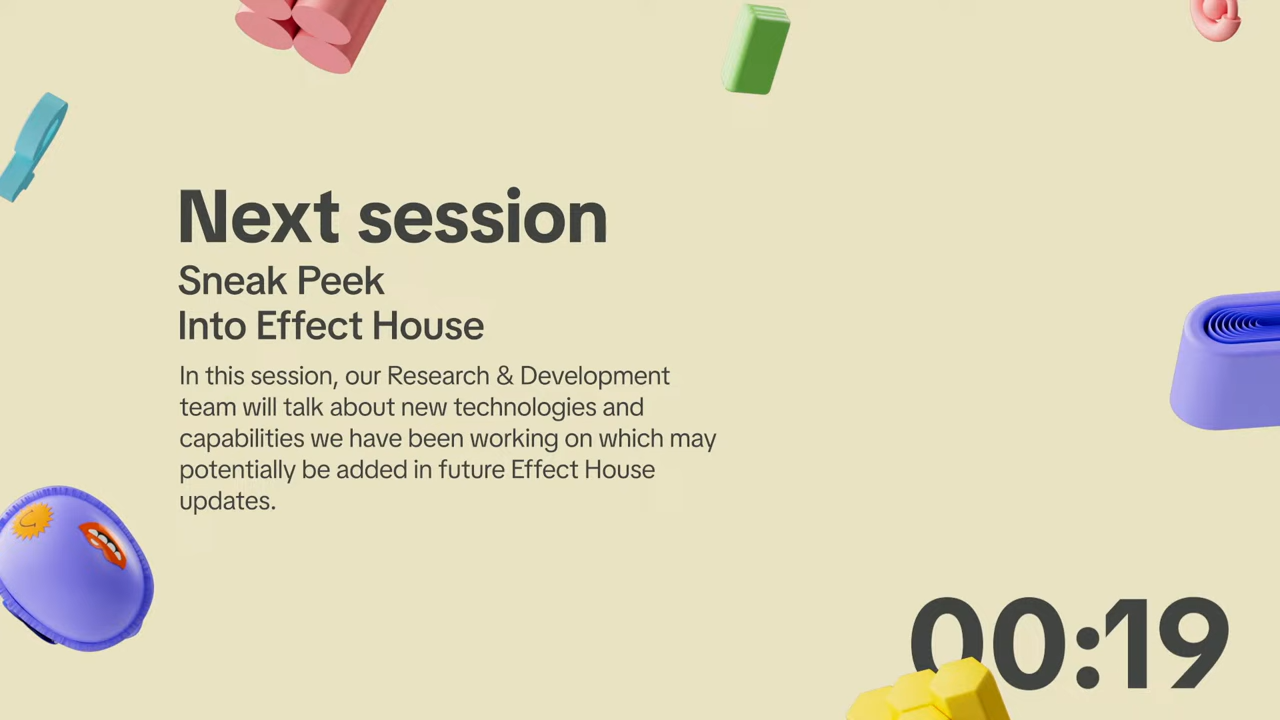 Next session
Sneak Peek
Into Effect House
In this session, our Research & Development
team will talk about new technologies and
capabilities we have been working on which may
potentially be added in future Effect House
updates.
00:19